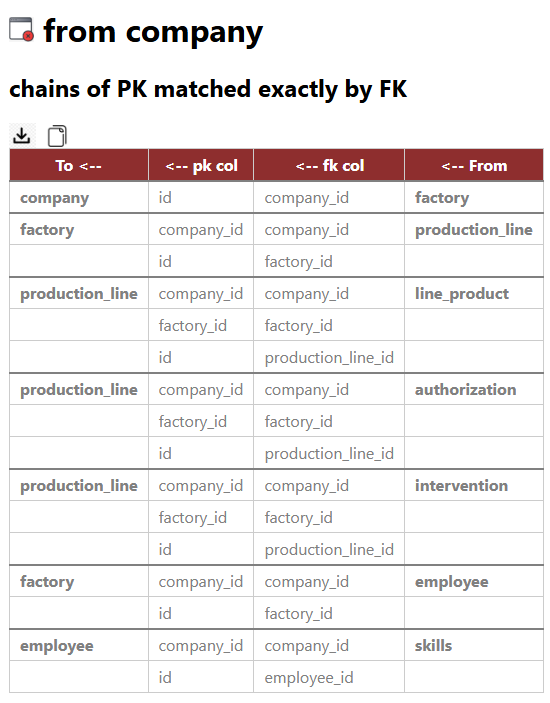 from company
chains of PK matched exactly by FK
To <-- <-- pk col <-- fk col <-- From
company id company_id factory
factory company_id company_id production_line
id factory_id
production_line company_id company_id line_product
factory_id factory_id
id production_line_id
production_line company_id company_id authorization
factory_id factory_id
id production_line_id
production_line company_id company_id intervention
factory_id factory_id
id production_line_id
factory company_id company_id employee
id factory_id
employee company_id company_id skills
id employee_id